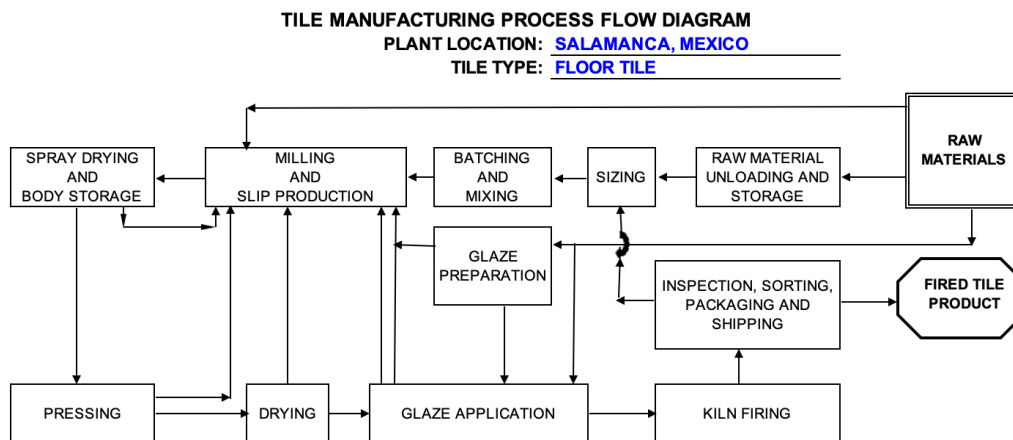 TILE MANUFACTURING PROCESS FLOW DIAGRAM
PLANT LOCATION: SALAMANCA, MEXICO
TILE TYPE: FLOOR TILE
SPRAY DRYING
AND
BODY STORAGE
MILLING
AND
SLIP PRODUCTION
BATCHING
AND
MIXING
SIZING
RAW MATERIAL
UNLOADING AND
STORAGE
RAW
MATERIALS
GLAZE
PREPARATION
INSPECTION, SORTING,
PACKAGING AND
SHIPPING
FIRED TILE
PRODUCT
PRESSING
DRYING
GLAZE APPLICATION
KILN FIRING